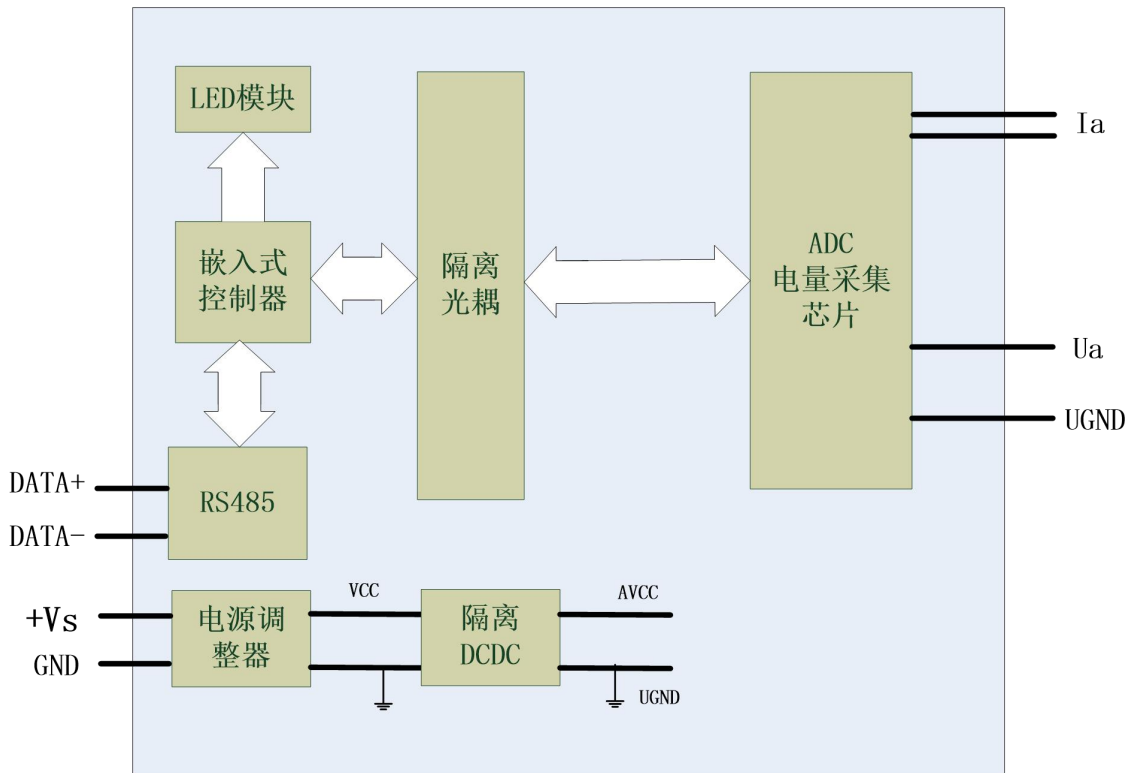 LED模块
Ia
嵌入式
控制器
隔离
光耦
ADC
电量采集
芯片
Ua
UGND
DATA+
DATA-
RS485
+Vs
GND
电源调
整器
VCC
隔离
DCDC
AVCC
UGND